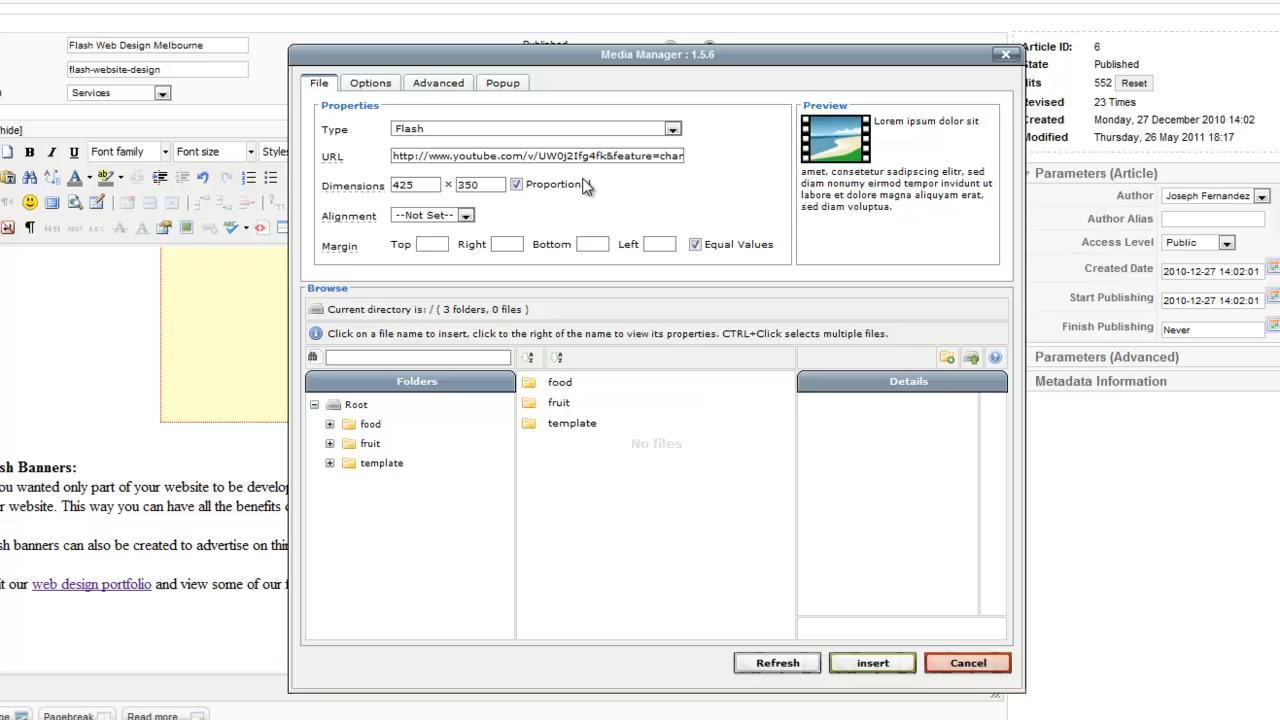 Flash Web Design Melbourne
flash-website-design
Services
hide]
Font family
Font size
Styles
sh Banners:
ou wanted only part of your website to be develop
r website. This way you can have all the benefits
sh banners can also be created to advertise on thi
it our web design portfolio and view some of our f
Pagebreak
Read more
Media Manager : 1.5.6
File
Options
Advanced
Popup
Properties
Type
Flash
URL
http://www.youtube.com/v/UW0j2Ifg4fk&feature=char
Dimensions
425 × 350
Proportion
Alignment
--Not Set--
Margin
Top
Right
Bottom
Left
Equal Values
Preview
Lorem ipsum dolor sit
amet, consetetur sadipscing elitr, sed
diam nonumy eirmod tempor invidunt ut
labore et dolore magna aliquyam erat,
sed diam voluptua.
Browse
Current directory is: / ( 3 folders, 0 files )
Click on a file name to insert, click to the right of the name to view its properties. CTRL+Click selects multiple files.
Folders
Root
food
fruit
template
food
fruit
template
No files
Details
Refresh
insert
Cancel
Article ID: 6
State Published
Hits 552 Reset
Revised 23 Times
Created Monday, 27 December 2010 14:02
Modified Thursday, 26 May 2011 18:17
Parameters (Article)
Author Joseph Fernandez
Author Alias
Access Level Public
Created Date 2010-12-27 14:02:01
Start Publishing 2010-12-27 14:02:01
Finish Publishing Never
Parameters (Advanced)
Metadata Information